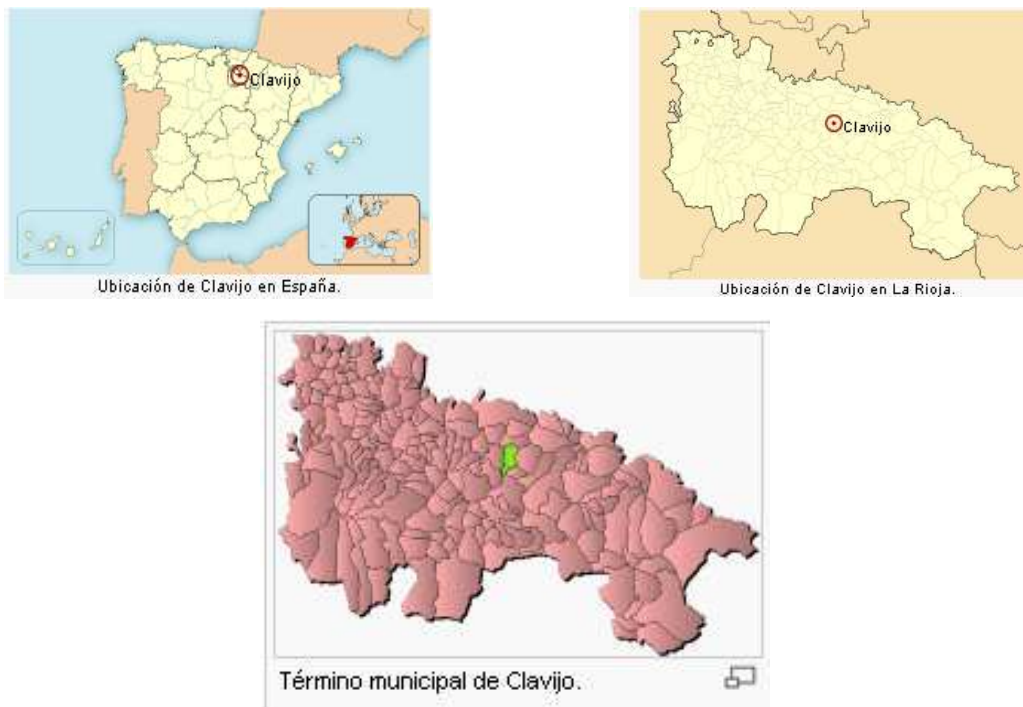 Clavijo
Ubicación de Clavijo en España.
Clavijo
Ubicación de Clavijo en La Rioja.
Término municipal de Clavijo.